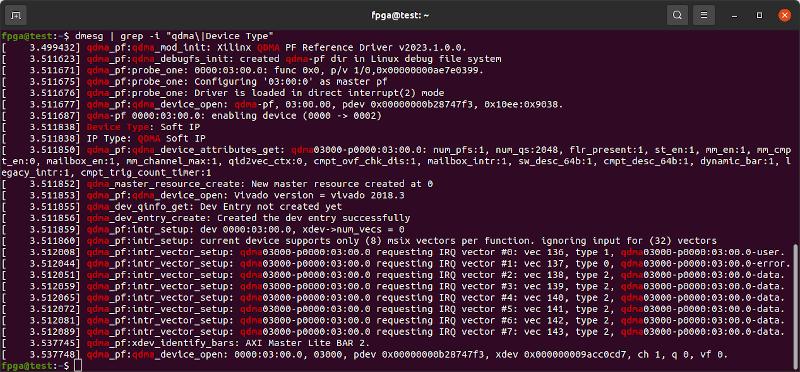 fpga@test: ~
fpga@test:~$ dmesg | grep -i "qdma\|Device Type"
[    3.499432] qdma_pf:qdma_mod_init: Xilinx QDMA PF Reference Driver v2023.1.0.0.
[    3.511623] qdma_pf:qdma_debugfs_init: created qdma-pf dir in Linux debug file system
[    3.511671] qdma_pf:probe_one: 0000:03:00.0: func 0x0, p/v 1/0,0x00000000ae7e0399.
[    3.511675] qdma_pf:probe_one: Configuring '03:00:0' as master pf
[    3.511676] qdma_pf:probe_one: Driver is loaded in direct interrupt(2) mode
[    3.511677] qdma_pf:qdma_device_open: qdma-pf, 03:00.00, pdev 0x00000000b28747f3, 0x10ee:0x9038.
[    3.511687] qdma-pf 0000:03:00.0: enabling device (0000 -> 0002)
[    3.511838] Device Type: Soft IP
[    3.511838] IP Type: QDMA Soft IP
[    3.511850] qdma_pf:qdma_device_attributes_get: qdma03000-p0000:03:00.0: num_pfs:1, num_qs:2048, flr_present:1, st_en:1, mm_en:1, mm_cmp
t_en:0, mailbox_en:1, mm_channel_max:1, qid2vec_ctx:0, cmpt_ovf_chk_dis:1, mailbox_intr:1, sw_desc_64b:1, cmpt_desc_64b:1, dynamic_bar:1, l
egacy_intr:1, cmpt_trig_count_timer:1
[    3.511852] qdma_master_resource_create: New master resource created at 0
[    3.511853] qdma_pf:qdma_device_open: Vivado version = vivado 2018.3
[    3.511855] qdma_dev_qinfo_get: Dev Entry not created yet
[    3.511856] qdma_dev_entry_create: Created the dev entry successfully
[    3.511859] qdma_pf:intr_setup: dev 0000:03:00.0, xdev->num_vecs = 0
[    3.511860] qdma_pf:intr_setup: current device supports only (8) msix vectors per function. ignoring input for (32) vectors
[    3.512008] qdma_pf:intr_vector_setup: qdma03000-p0000:03:00.0 requesting IRQ vector #0: vec 136, type 1, qdma03000-p0000:03:00.0-user.
[    3.512044] qdma_pf:intr_vector_setup: qdma03000-p0000:03:00.0 requesting IRQ vector #1: vec 137, type 0, qdma03000-p0000:03:00.0-error.
[    3.512051] qdma_pf:intr_vector_setup: qdma03000-p0000:03:00.0 requesting IRQ vector #2: vec 138, type 2, qdma03000-p0000:03:00.0-data.
[    3.512059] qdma_pf:intr_vector_setup: qdma03000-p0000:03:00.0 requesting IRQ vector #3: vec 139, type 2, qdma03000-p0000:03:00.0-data.
[    3.512065] qdma_pf:intr_vector_setup: qdma03000-p0000:03:00.0 requesting IRQ vector #4: vec 140, type 2, qdma03000-p0000:03:00.0-data.
[    3.512072] qdma_pf:intr_vector_setup: qdma03000-p0000:03:00.0 requesting IRQ vector #5: vec 141, type 2, qdma03000-p0000:03:00.0-data.
[    3.512081] qdma_pf:intr_vector_setup: qdma03000-p0000:03:00.0 requesting IRQ vector #6: vec 142, type 2, qdma03000-p0000:03:00.0-data.
[    3.512089] qdma_pf:intr_vector_setup: qdma03000-p0000:03:00.0 requesting IRQ vector #7: vec 143, type 2, qdma03000-p0000:03:00.0-data.
[    3.537745] qdma_pf:xdev_identify_bars: AXI Master Lite BAR 2.
[    3.537748] qdma_pf:qdma_device_open: 0000:03:00.0, 03000, pdev 0x00000000b28747f3, xdev 0x000000009acc0cd7, ch 1, q 0, vf 0.
fpga@test:~$